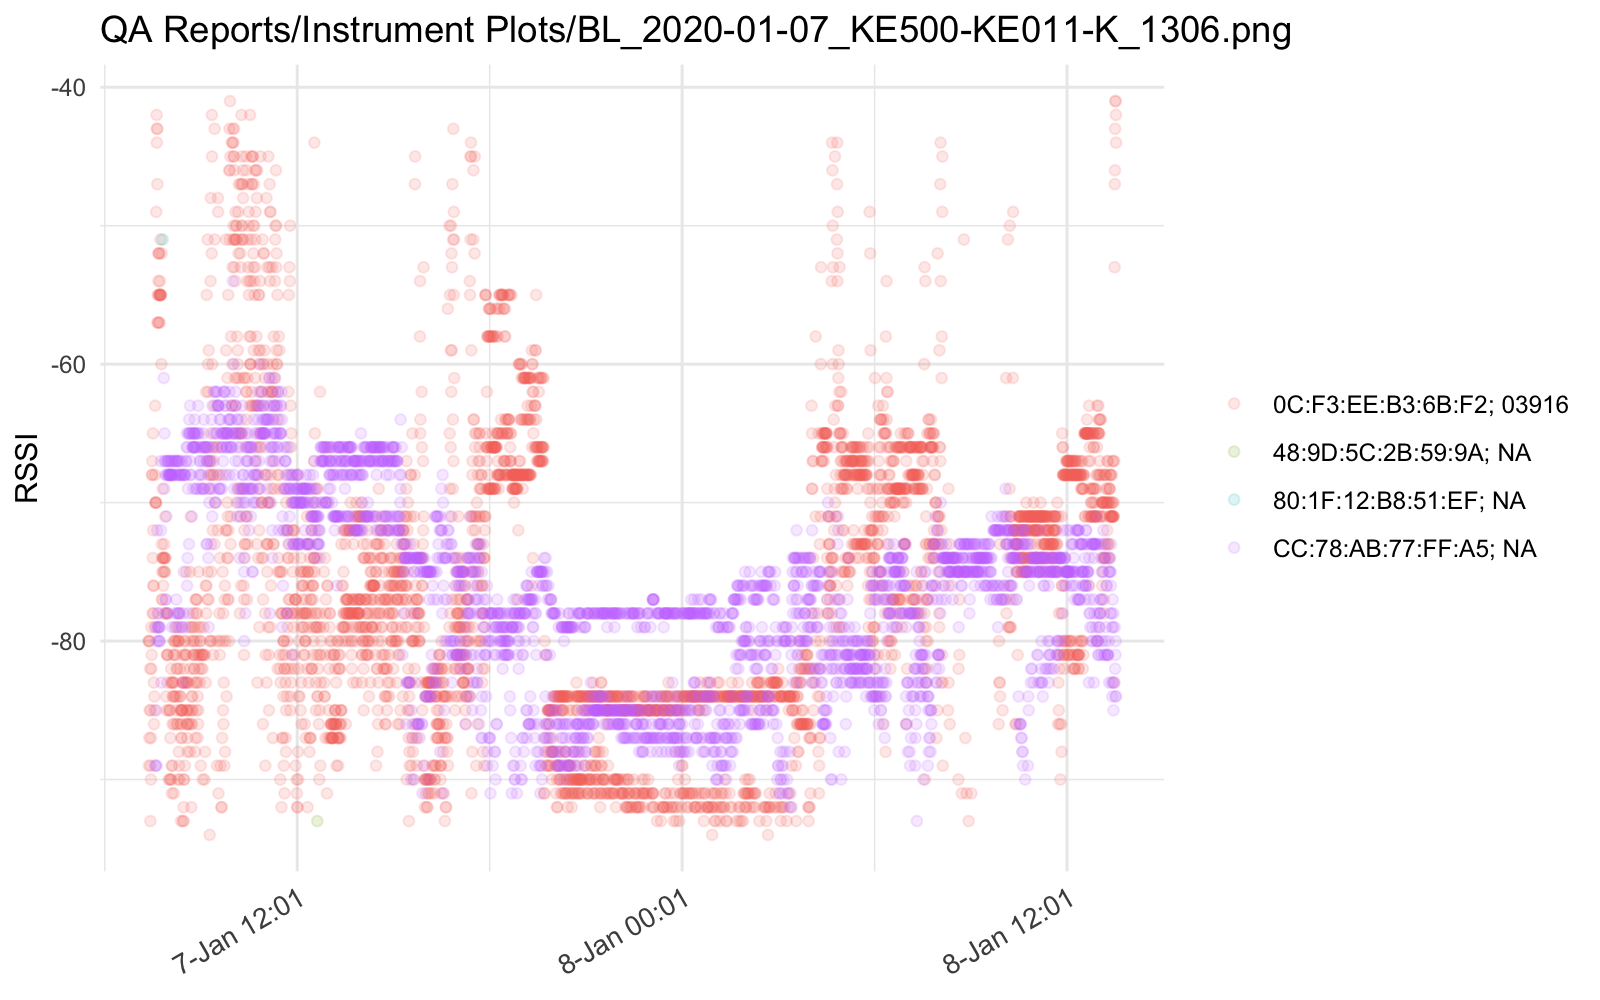 QA Reports/Instrument Plots/BL_2020-01-07_KE500-KE011-K_1306.png
-40
-60
-80
RSSI
7-Jan 12:01
8-Jan 00:01
8-Jan 12:01
0C:F3:EE:B3:6B:F2; 03916
48:9D:5C:2B:59:9A; NA
80:1F:12:B8:51:EF; NA
CC:78:AB:77:FF:A5; NA